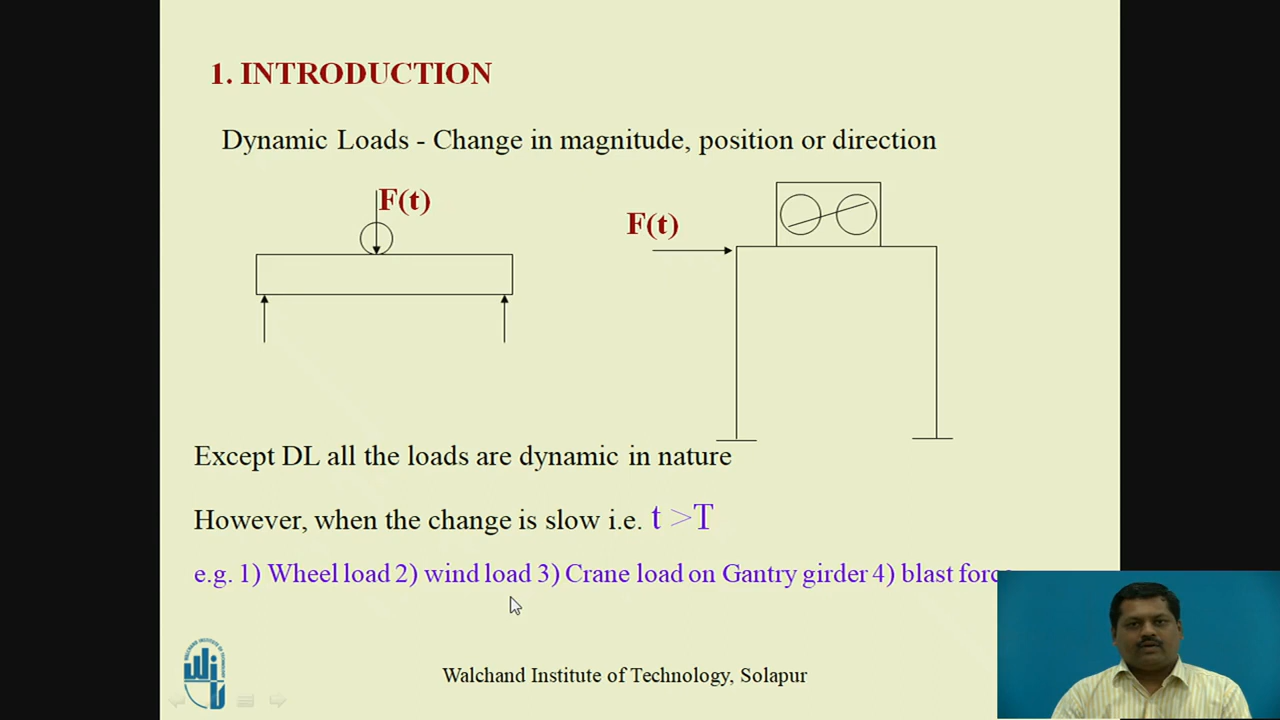 1. INTRODUCTION
Dynamic Loads - Change in magnitude, position or direction
F(t)
F(t)
Except DL all the loads are dynamic in nature
However, when the change is slow i.e. t >T
e.g. 1) Wheel load 2) wind load 3) Crane load on Gantry girder 4) blast force
Walchand Institute of Technology, Solapur